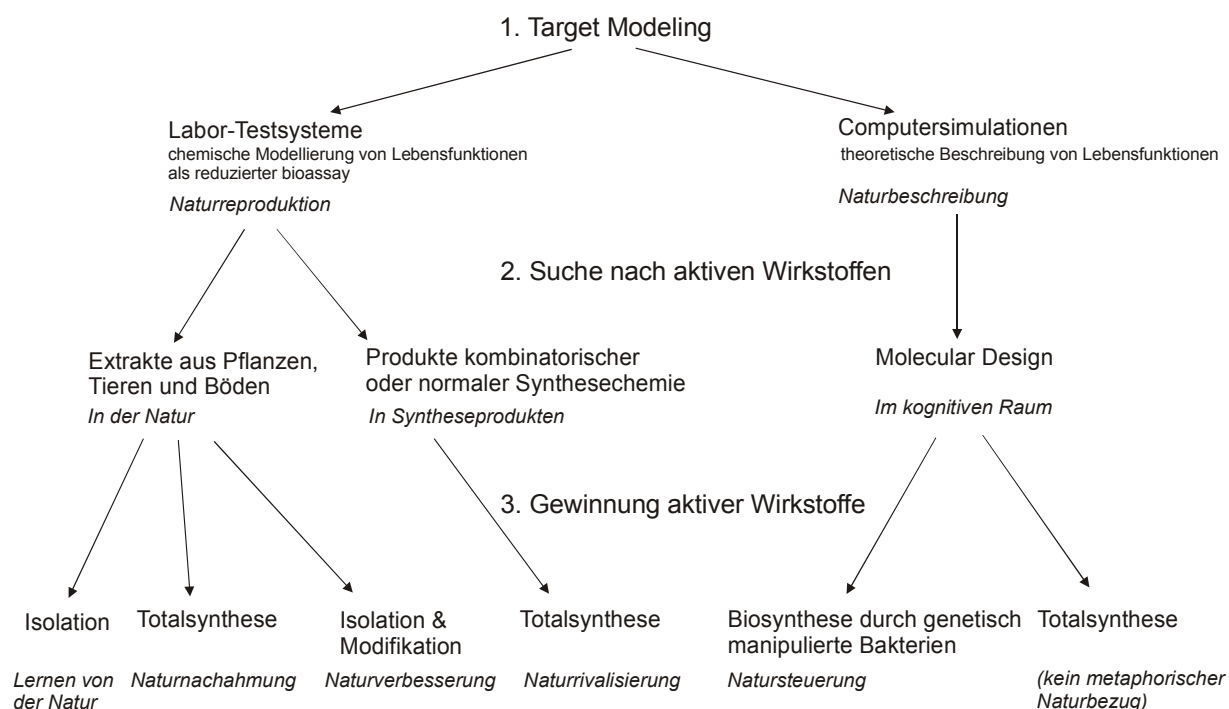 1. Target Modeling
Labor-Testsysteme
chemische Modellierung von Lebensfunktionen
als reduzierter bioassay
Naturreproduktion
Computersimulationen
theoretische Beschreibung von Lebensfunktionen
Naturbeschreibung
2. Suche nach aktiven Wirkstoffen
Extrakte aus Pflanzen,
Tieren und Böden
In der Natur
Produkte kombinatorischer
oder normaler Synthesechemie
In Syntheseprodukten
Molecular Design
Im kognitiven Raum
3. Gewinnung aktiver Wirkstoffe
Isolation
Lernen von
der Natur
Totalsynthese
Naturnachahmung
Isolation &
Modifikation
Naturverbesserung
Totalsynthese
Naturrivalisierung
Biosynthese durch genetisch
manipulierte Bakterien
Natursteuerung
Totalsynthese
(kein metaphorischer
Naturbezug)